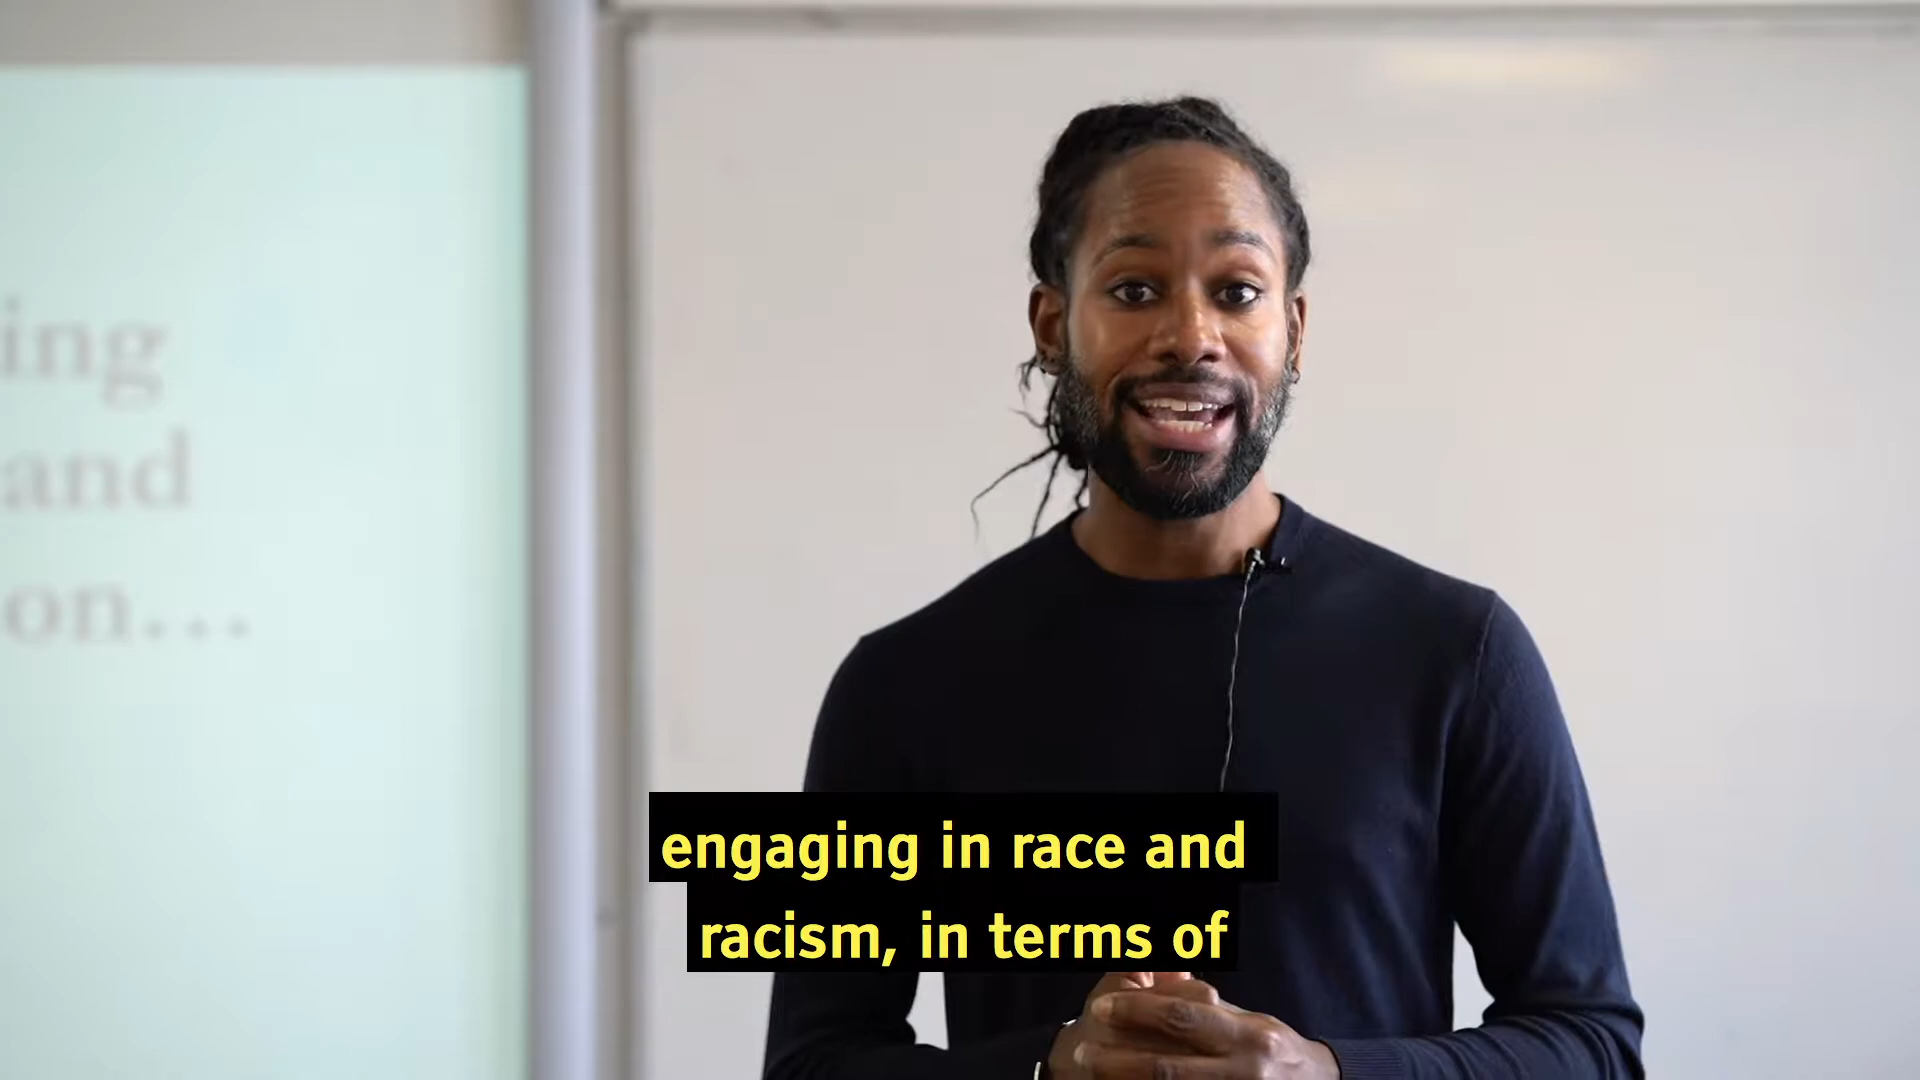 ing
and
on...
engaging in race and
racism, in terms of